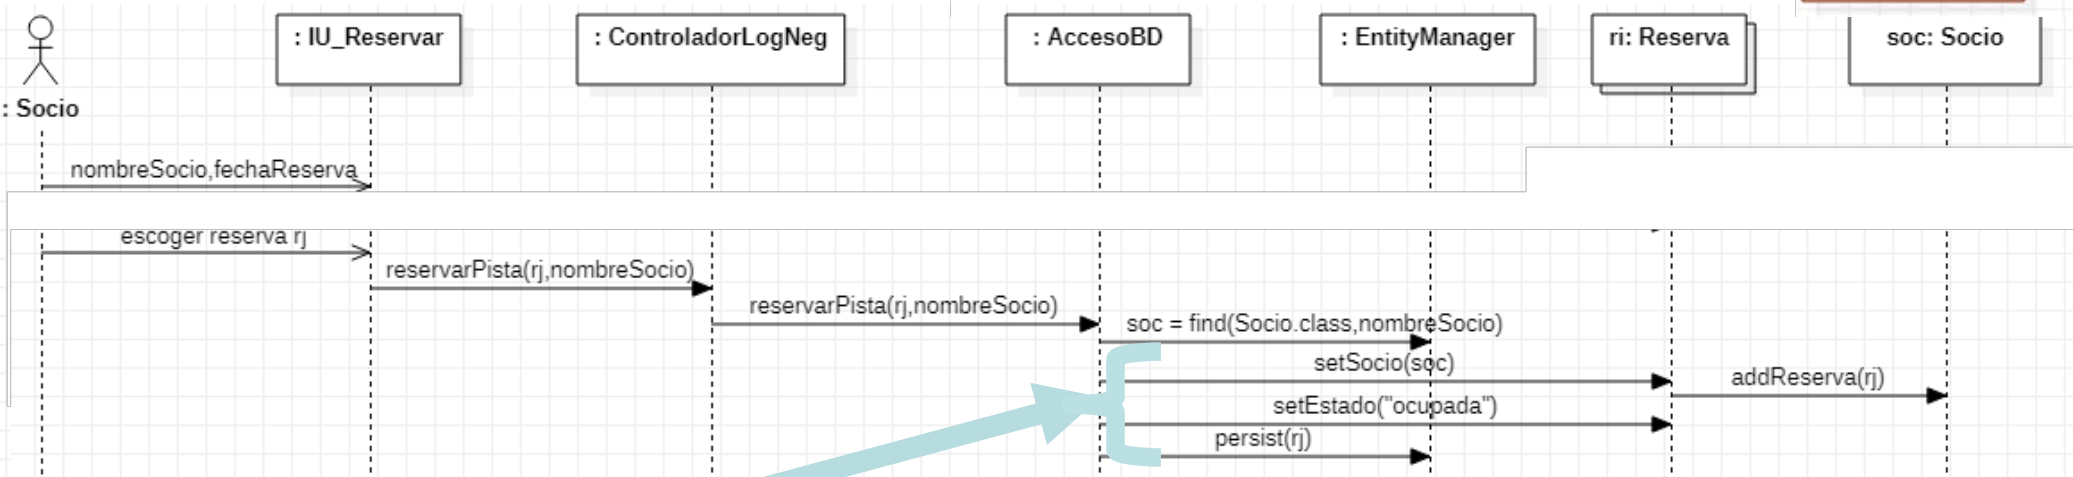 : IU_Reservar
: ControladorLogNeg
: AccesoBD
: EntityManager
ri: Reserva
soc: Socio
: Socio
nombreSocio,fechaReserva
escoger reserva rj
reservarPista(rj,nombreSocio)
reservarPista(rj,nombreSocio)
soc = find(Socio.class,nombreSocio)
setSocio(soc)
addReserva(rj)
setEstado("ocupada")
persist(rj)